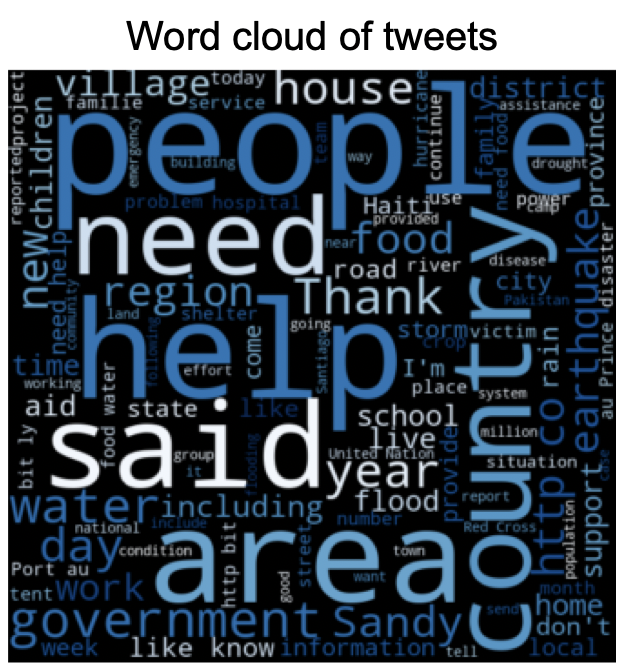 Word cloud of tweets
village
today
house
district
familie
service
hurricane
continue
assistance
reportedproject
children
people
emergency
building
team
way
family
need food
drought
province
problem
hospital
Haiti
use
power
camp
provided
need
near
food
new
need help
community
region
Thank
road
river
disease
city
Pakistan
earthquake
au Prince
disaster
land
shelter
going
storm
victim
crop
rain
help
following
come
Santiago
time
working
effort
I'm
place
system
country
aid
food water
state
like
school
million
co
said
group
it
flooding
live
United Nation
situation
case
bit ly
year
provide
water
including
flood
report
support
national
include
number
Red Cross
http
population
day
condition
area
town
Port au
http bit
street
good
want
month
tent
work
send
home
government
Sandy
don't
week
like know
information
tell
local